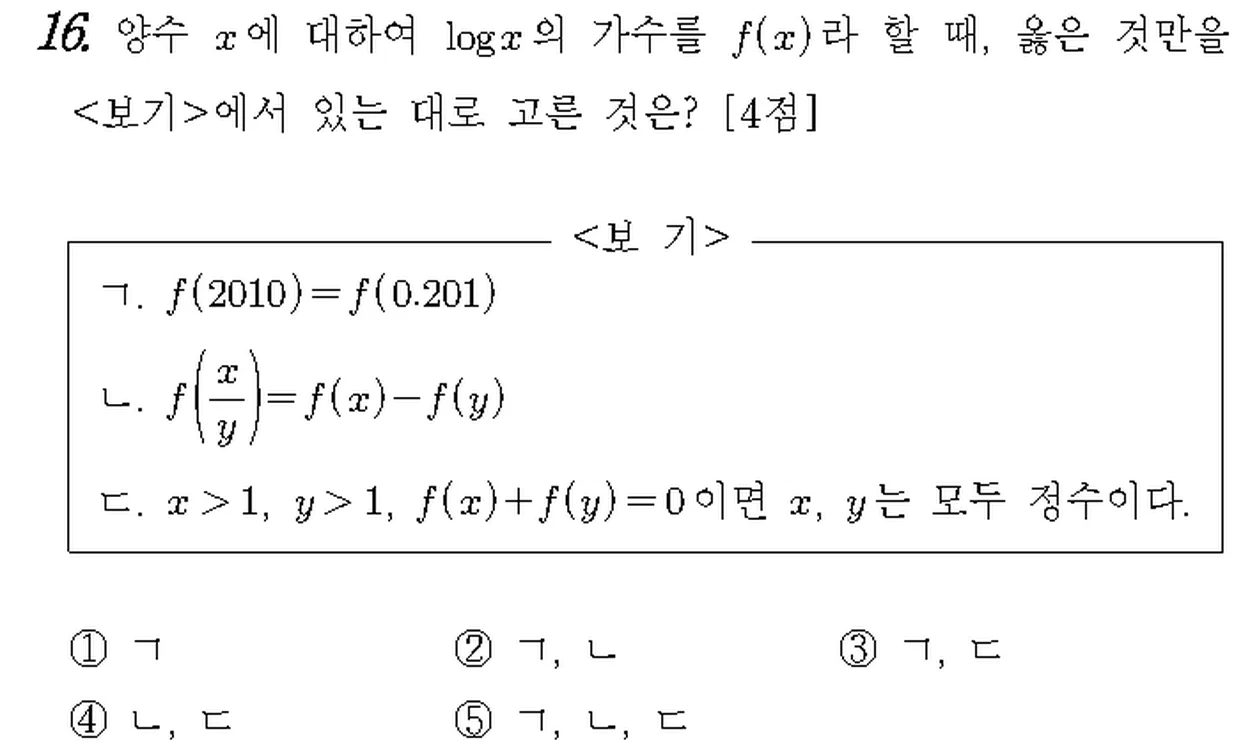 16. 양수 x에 대하여 log x의 가수를 f(x)라 할 때, 옳은 것만을
<보기>에서 있는 대로 고른 것은? [4점]
<보 기>
ㄱ. f(2010)=f(0.201)
ㄴ. f(x/y)=f(x)-f(y)
ㄷ. x>1, y>1, f(x)+f(y)=0이면 x, y는 모두 정수이다.
① ㄱ ② ㄱ, ㄴ ③ ㄱ, ㄷ
④ ㄴ, ㄷ ⑤ ㄱ, ㄴ, ㄷ